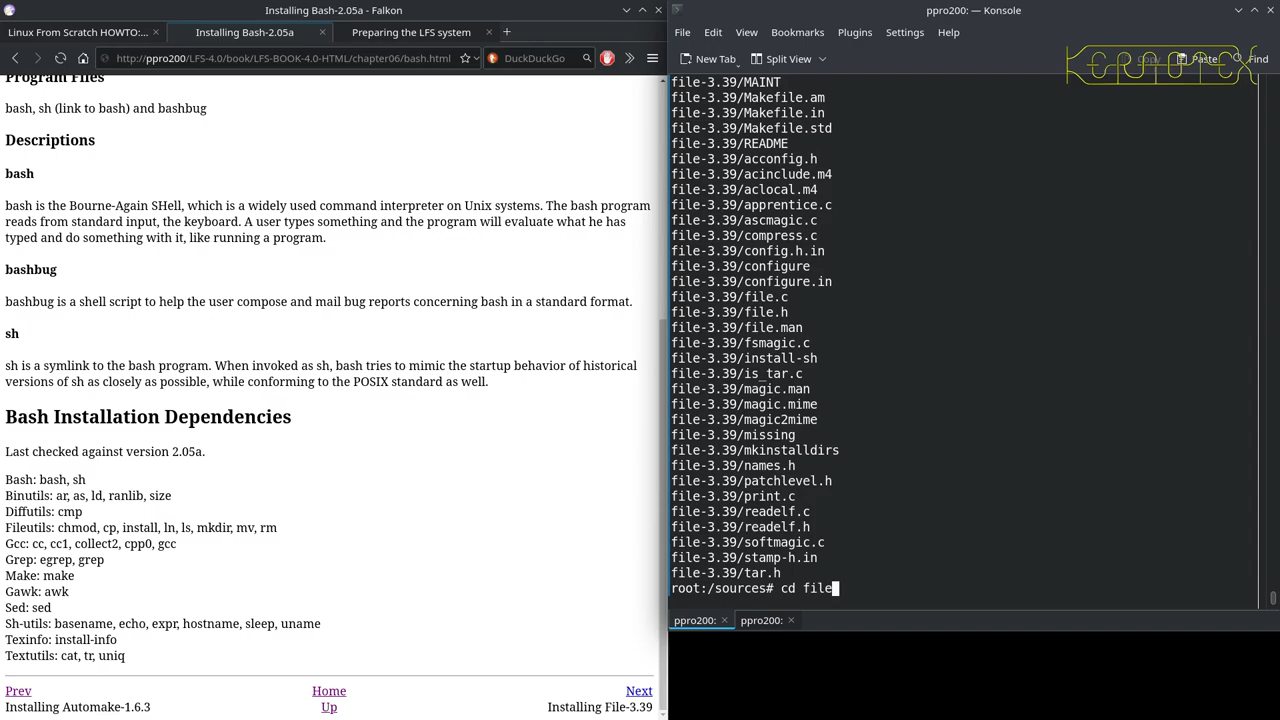 Installing Bash-2.05a - Falkon
Linux From Scratch HOWTO:...
Installing Bash-2.05a
Preparing the LFS system
http://ppro200/LFS-4.0/book/LFS-BOOK-4.0-HTML/chapter06/bash.html
DuckDuckGo
Program Files
bash, sh (link to bash) and bashbug
Descriptions
bash
bash is the Bourne-Again SHell, which is a widely used command interpreter on Unix systems. The bash program
reads from standard input, the keyboard. A user types something and the program will evaluate what he has
typed and do something with it, like running a program.
bashbug
bashbug is a shell script to help the user compose and mail bug reports concerning bash in a standard format.
sh
sh is a symlink to the bash program. When invoked as sh, bash tries to mimic the startup behavior of historical
versions of sh as closely as possible, while conforming to the POSIX standard as well.
Bash Installation Dependencies
Last checked against version 2.05a.
Bash: bash, sh
Binutils: ar, as, ld, ranlib, size
Diffutils: cmp
Fileutils: chmod, cp, install, ln, ls, mkdir, mv, rm
Gcc: cc, cc1, collect2, cpp0, gcc
Grep: egrep, grep
Make: make
Gawk: awk
Sed: sed
Sh-utils: basename, echo, expr, hostname, sleep, uname
Texinfo: install-info
Textutils: cat, tr, uniq
Prev Home Next
Installing Automake-1.6.3 Up Installing File-3.39
ppro200: — Konsole
File Edit View Bookmarks Plugins Settings Help
New Tab Split View Copy Paste Find
file-3.39/MAINT
file-3.39/Makefile.am
file-3.39/Makefile.in
file-3.39/Makefile.std
file-3.39/README
file-3.39/acconfig.h
file-3.39/acinclude.m4
file-3.39/aclocal.m4
file-3.39/apprentice.c
file-3.39/ascmagic.c
file-3.39/compress.c
file-3.39/config.h.in
file-3.39/configure
file-3.39/configure.in
file-3.39/file.c
file-3.39/file.h
file-3.39/file.man
file-3.39/fsmagic.c
file-3.39/install-sh
file-3.39/is_tar.c
file-3.39/magic.man
file-3.39/magic.mime
file-3.39/magic2mime
file-3.39/missing
file-3.39/mkinstalldirs
file-3.39/names.h
file-3.39/patchlevel.h
file-3.39/print.c
file-3.39/readelf.c
file-3.39/readelf.h
file-3.39/softmagic.c
file-3.39/stamp-h.in
file-3.39/tar.h
root:/sources# cd file
ppro200: ppro200: